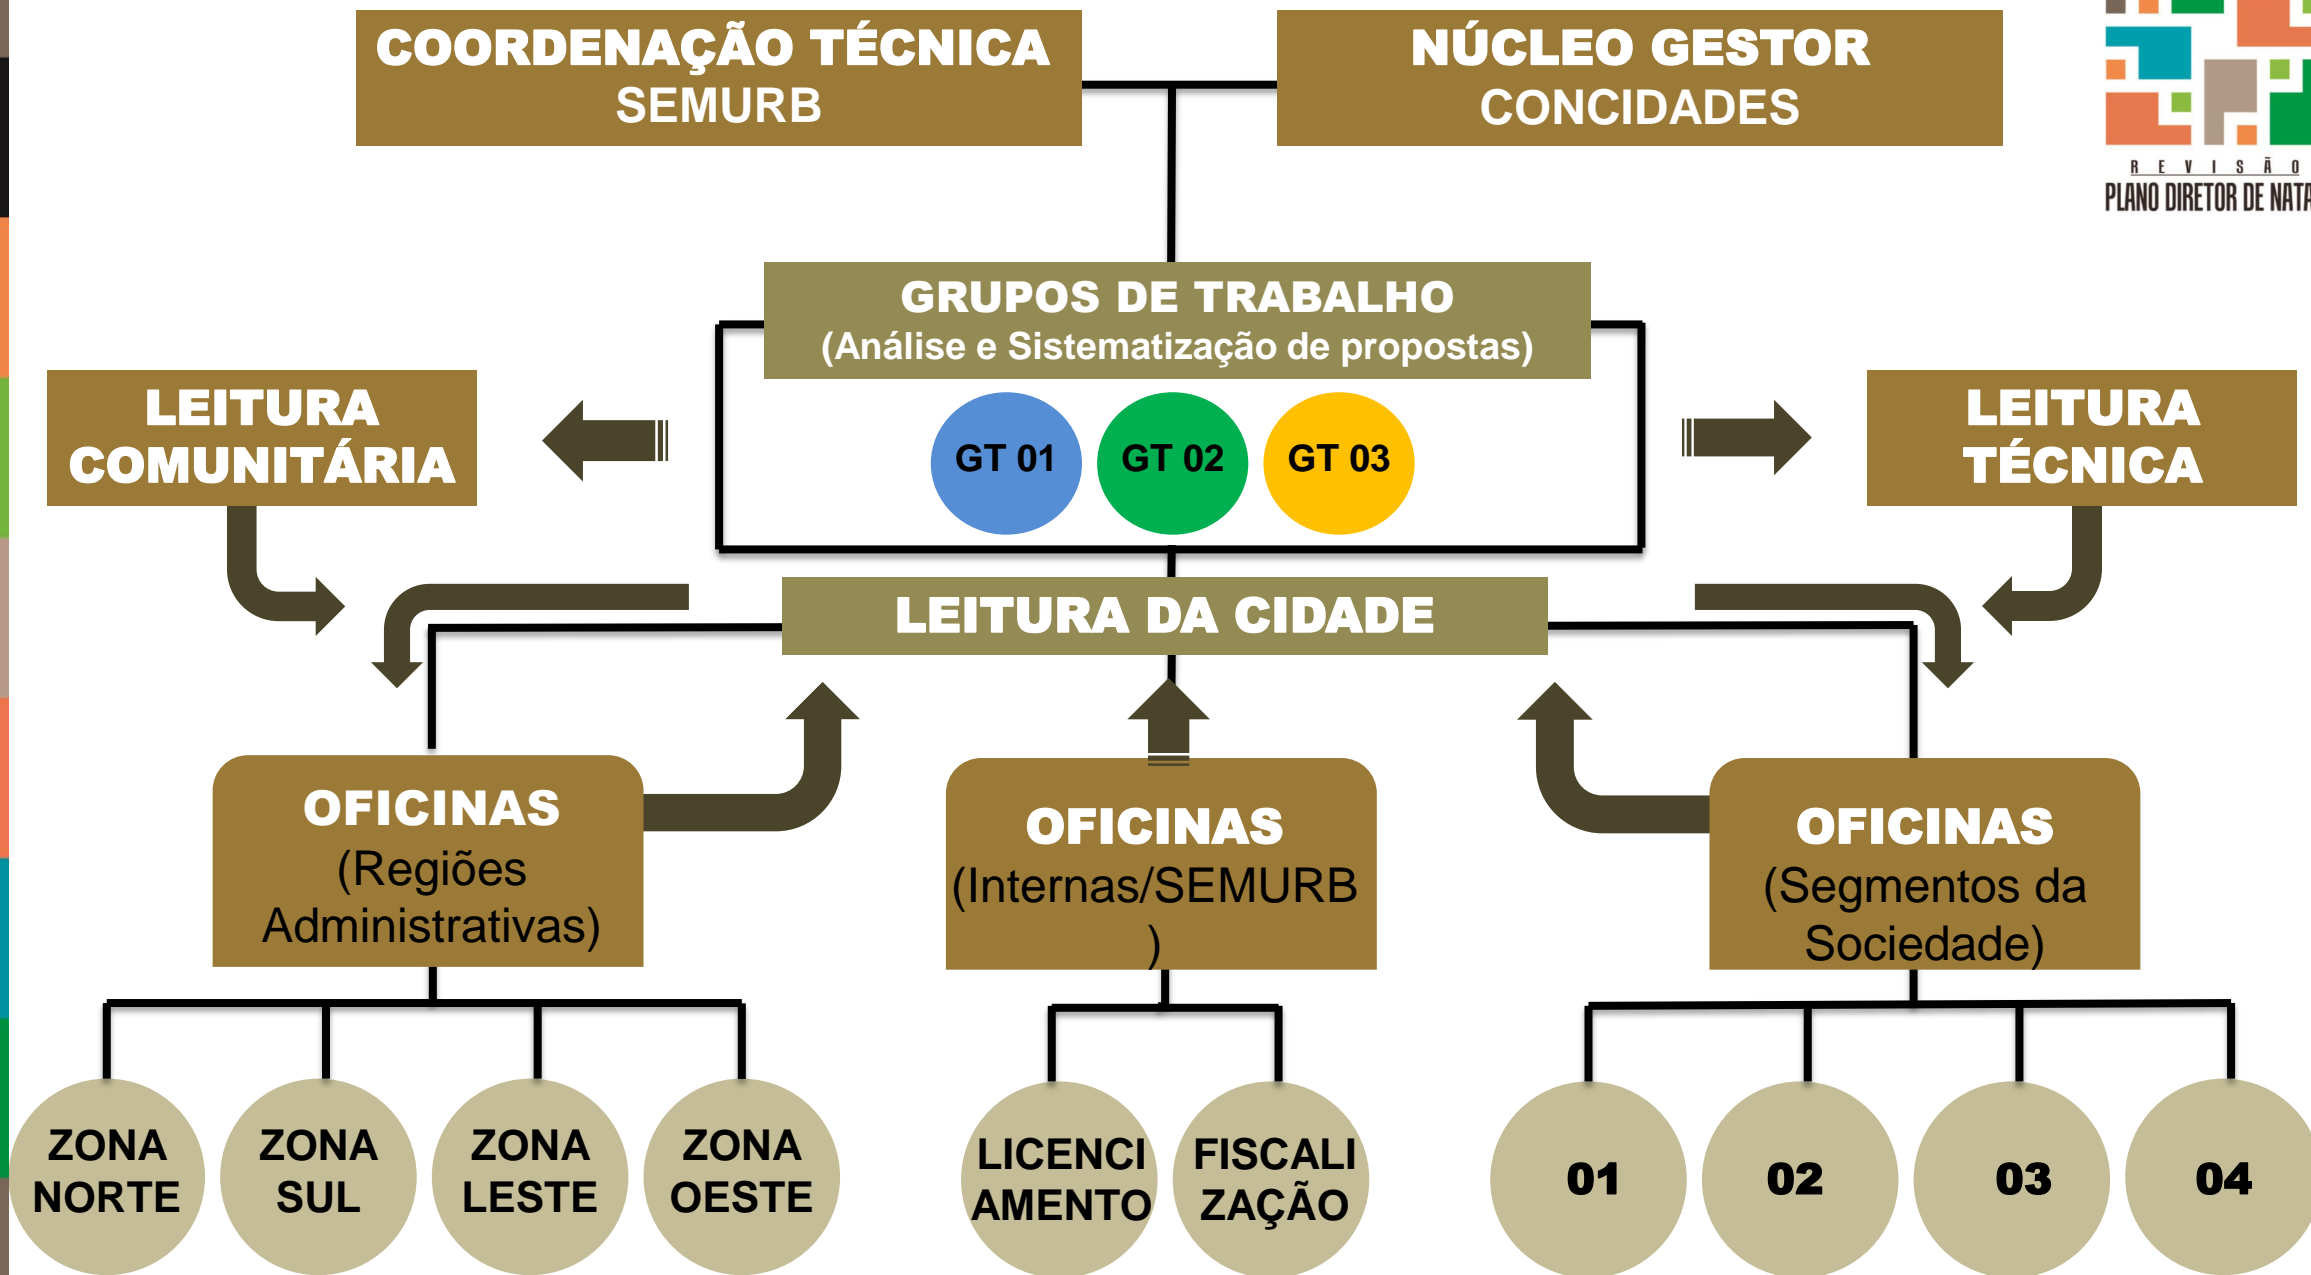 COORDENAÇÃO TÉCNICA
SEMURB
NÚCLEO GESTOR
CONCIDADES
REVISÃO
PLANO DIRETOR DE NATA
GRUPOS DE TRABALHO
(Análise e Sistematização de propostas)
LEITURA
COMUNITÁRIA
GT 01
GT 02
GT 03
LEITURA
TÉCNICA
LEITURA DA CIDADE
OFICINAS
(Regiões
Administrativas)
OFICINAS
(Internas/SEMURB
)
OFICINAS
(Segmentos da
Sociedade)
ZONA
NORTE
ZONA
SUL
ZONA
LESTE
ZONA
OESTE
LICENCI
AMENTO
FISCALI
ZAÇÃO
01
02
03
04